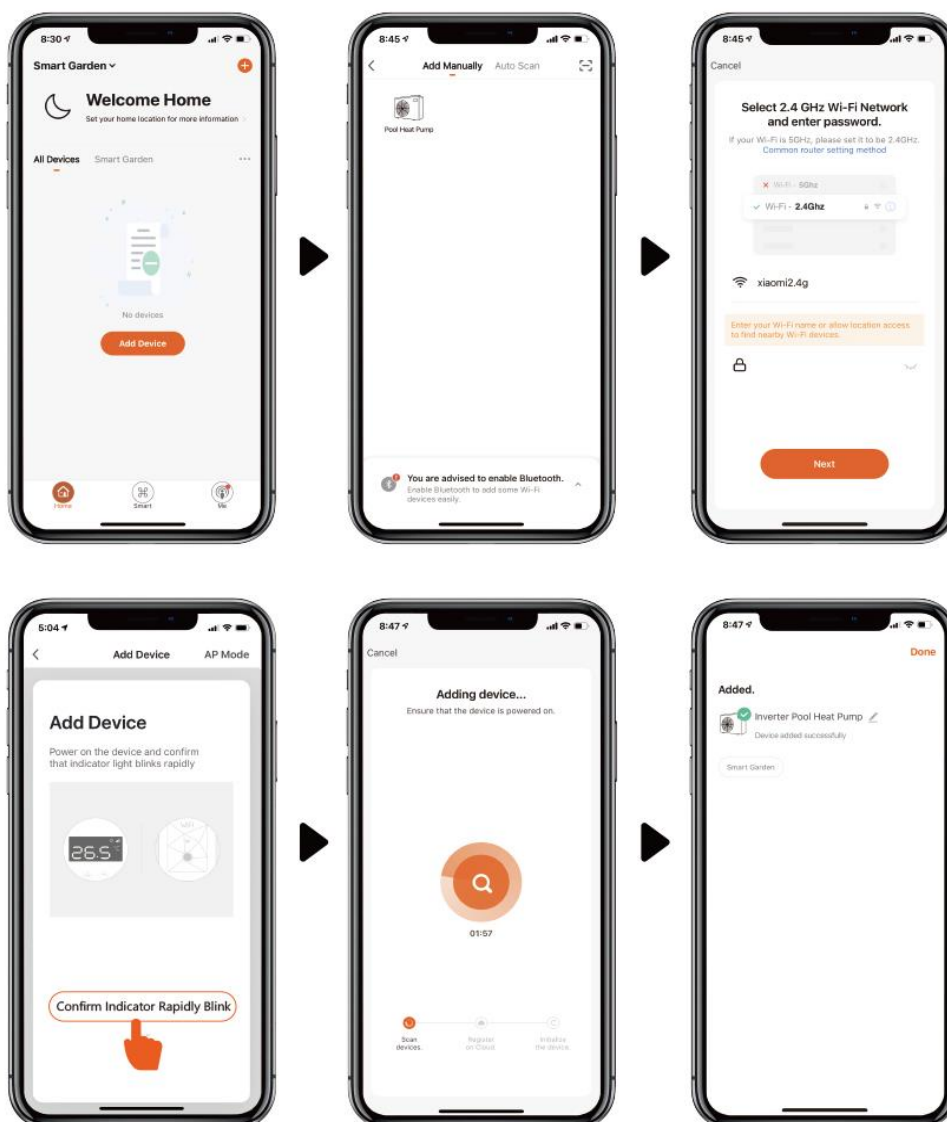 8:30
Smart Garden
Welcome Home
Set your home location for more information
All Devices Smart Garden ...
No devices
Add Device
Home Smart Me
8:45
Add Manually Auto Scan
Pool Heat Pump
You are advised to enable Bluetooth.
Enable Bluetooth to add some Wi-Fi
devices easily.
8:45
Cancel
Select 2.4 GHz Wi-Fi Network
and enter password.
If your Wi-Fi is 5GHz, please set it to be 2.4GHz.
Common router setting method
Wi-Fi - 5Ghz
Wi-Fi - 2.4Ghz
xiaomi2.4g
Enter your Wi-Fi name or allow location access
to find nearby Wi-Fi devices.
Next
5:04
Add Device AP Mode
Add Device
Power on the device and confirm
that indicator light blinks rapidly
26.5
WiFi
Confirm Indicator Rapidly Blink
8:47
Cancel
Adding device...
Ensure that the device is powered on.
01:57
Scan Register Initialize
devices. on Cloud. the device.
8:47
Done
Added.
Inverter Pool Heat Pump
Device added successfully
Smart Garden